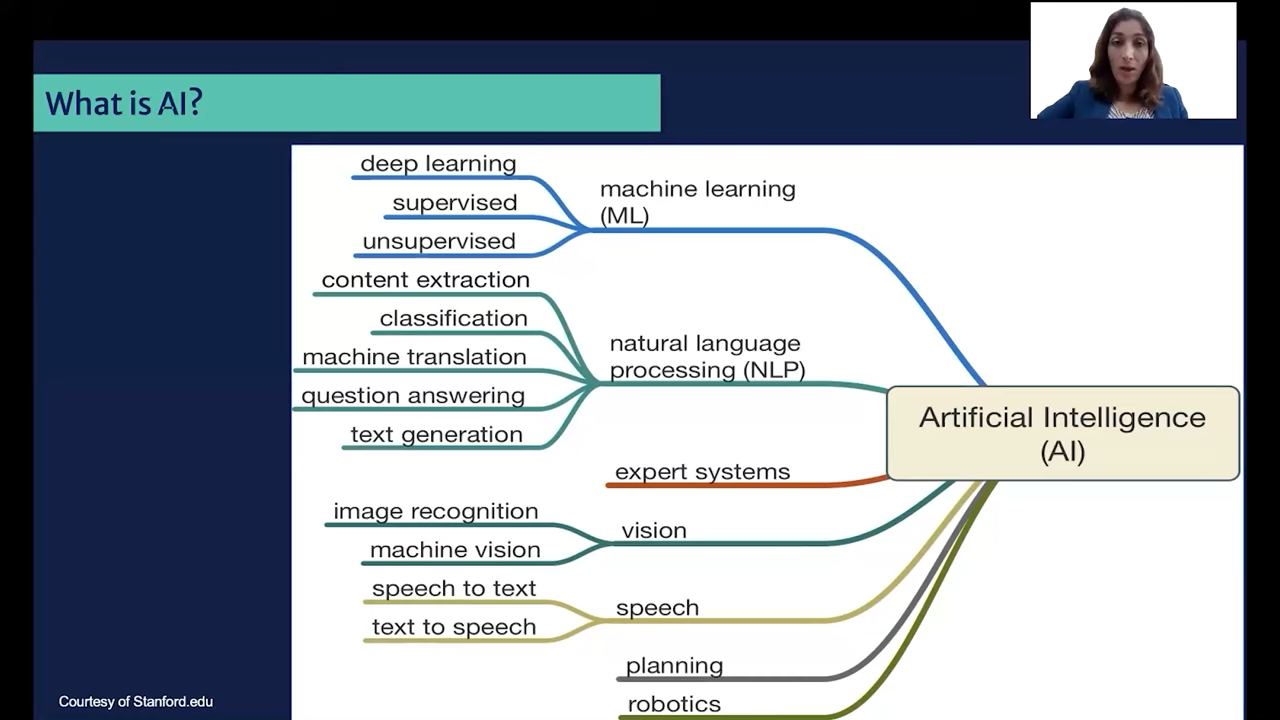 What is AI?
deep learning
supervised
unsupervised
machine learning
(ML)
content extraction
classification
machine translation
question answering
text generation
natural language
processing (NLP)
Artificial Intelligence
(AI)
expert systems
image recognition
machine vision
vision
speech to text
text to speech
speech
planning
robotics
Courtesy of Stanford.edu